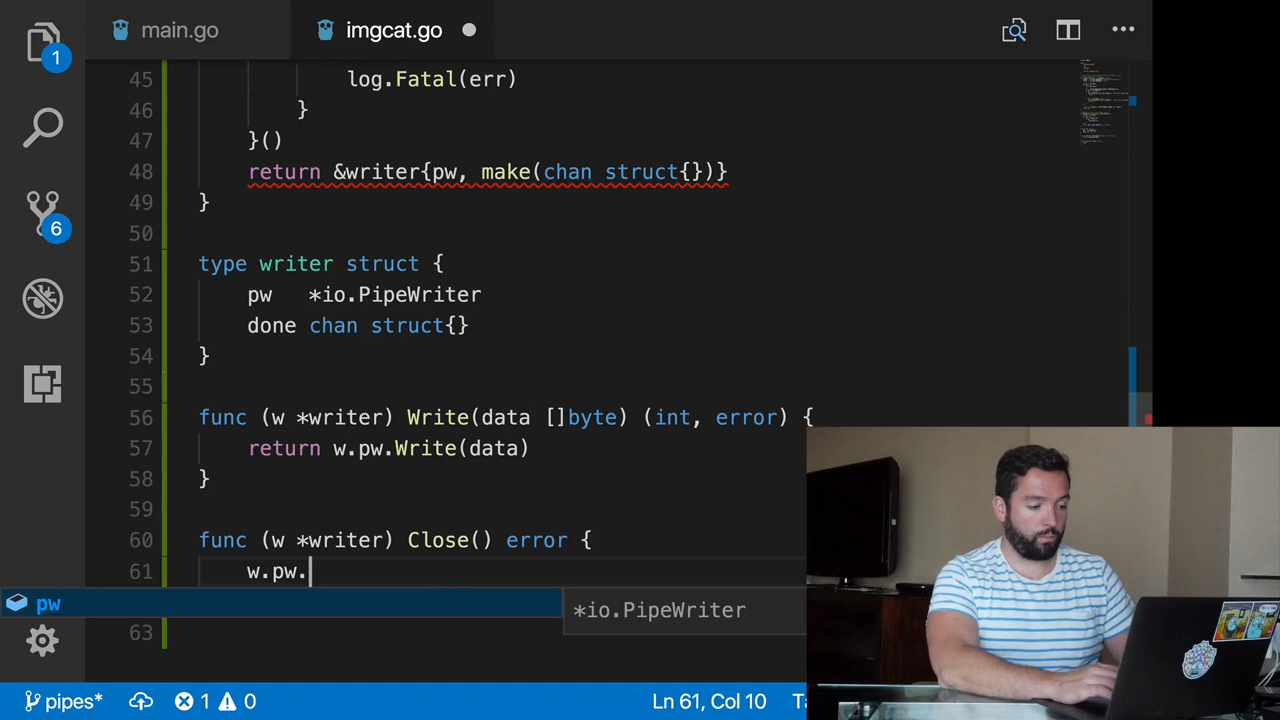 main.go
imgcat.go
1
6
45 log.Fatal(err)
46 }
47 }()
48 return &writer{pw, make(chan struct{})}
49 }
50
51 type writer struct {
52 pw *io.PipeWriter
53 done chan struct{}
54 }
55
56 func (w *writer) Write(data []byte) (int, error) {
57 return w.pw.Write(data)
58 }
59
60 func (w *writer) Close() error {
61 w.pw.
pw *io.PipeWriter
63
pipes* 1 0 Ln 61, Col 10